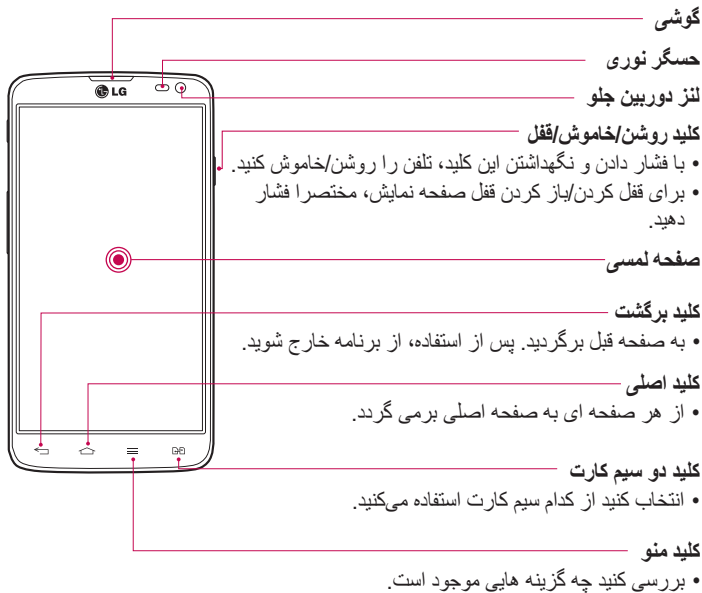 گوشی
حسگر نوری
لنز دوربین جلو
LG
کلید روشن/خاموش/قفل
• با فشار دادن و نگهداشتن این کلید، تلفن را روشن/خاموش کنید.
• برای قفل کردن/باز کردن قفل صفحه نمایش، مختصرا فشار
دهید.
صفحه لمسی
کلید برگشت
• به صفحه قبل برگردید. پس از استفاده، از برنامه خارج شوید.
کلید اصلی
• از هر صفحه ای به صفحه اصلی برمی گردد.
کلید دو سیم کارت
• انتخاب کنید از کدام سیم کارت استفاده می‌کنید.
کلید منو
• بررسی کنید چه گزینه هایی موجود است.